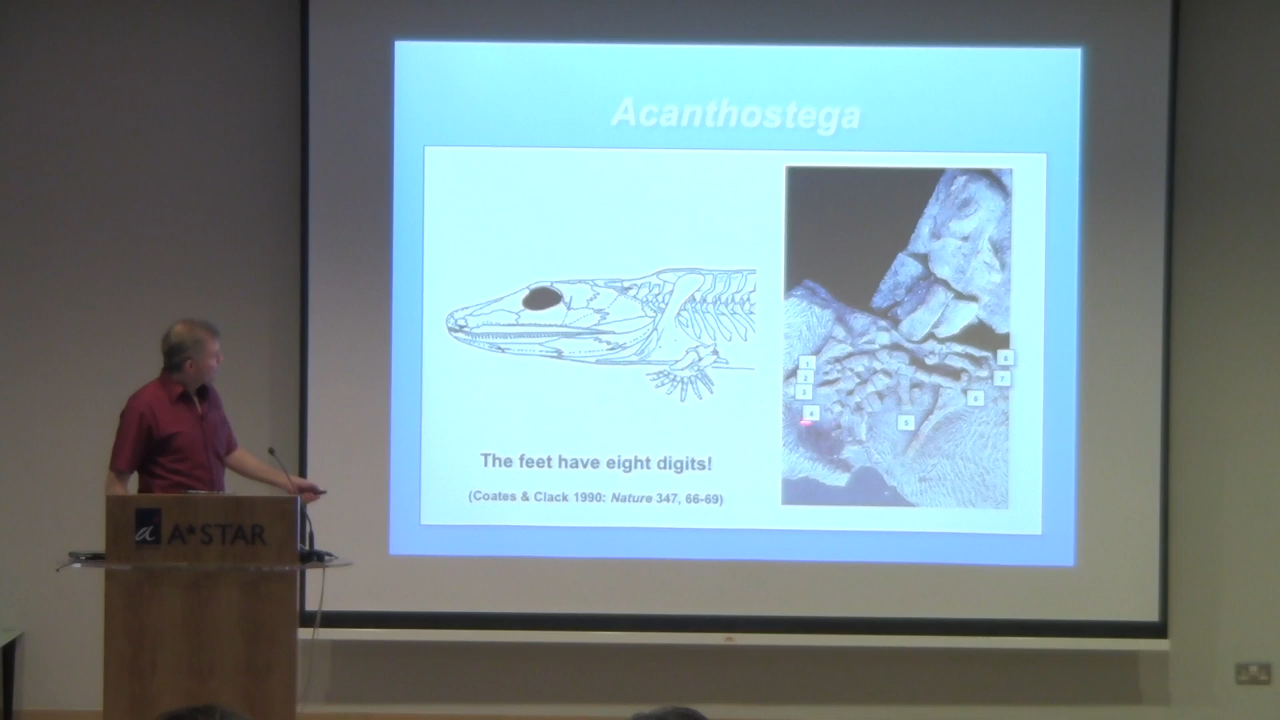 Acanthostega
1
2
3
4
5
6
7
8
The feet have eight digits!
(Coates & Clack 1990: Nature 347, 66-69)
a
A*STAR